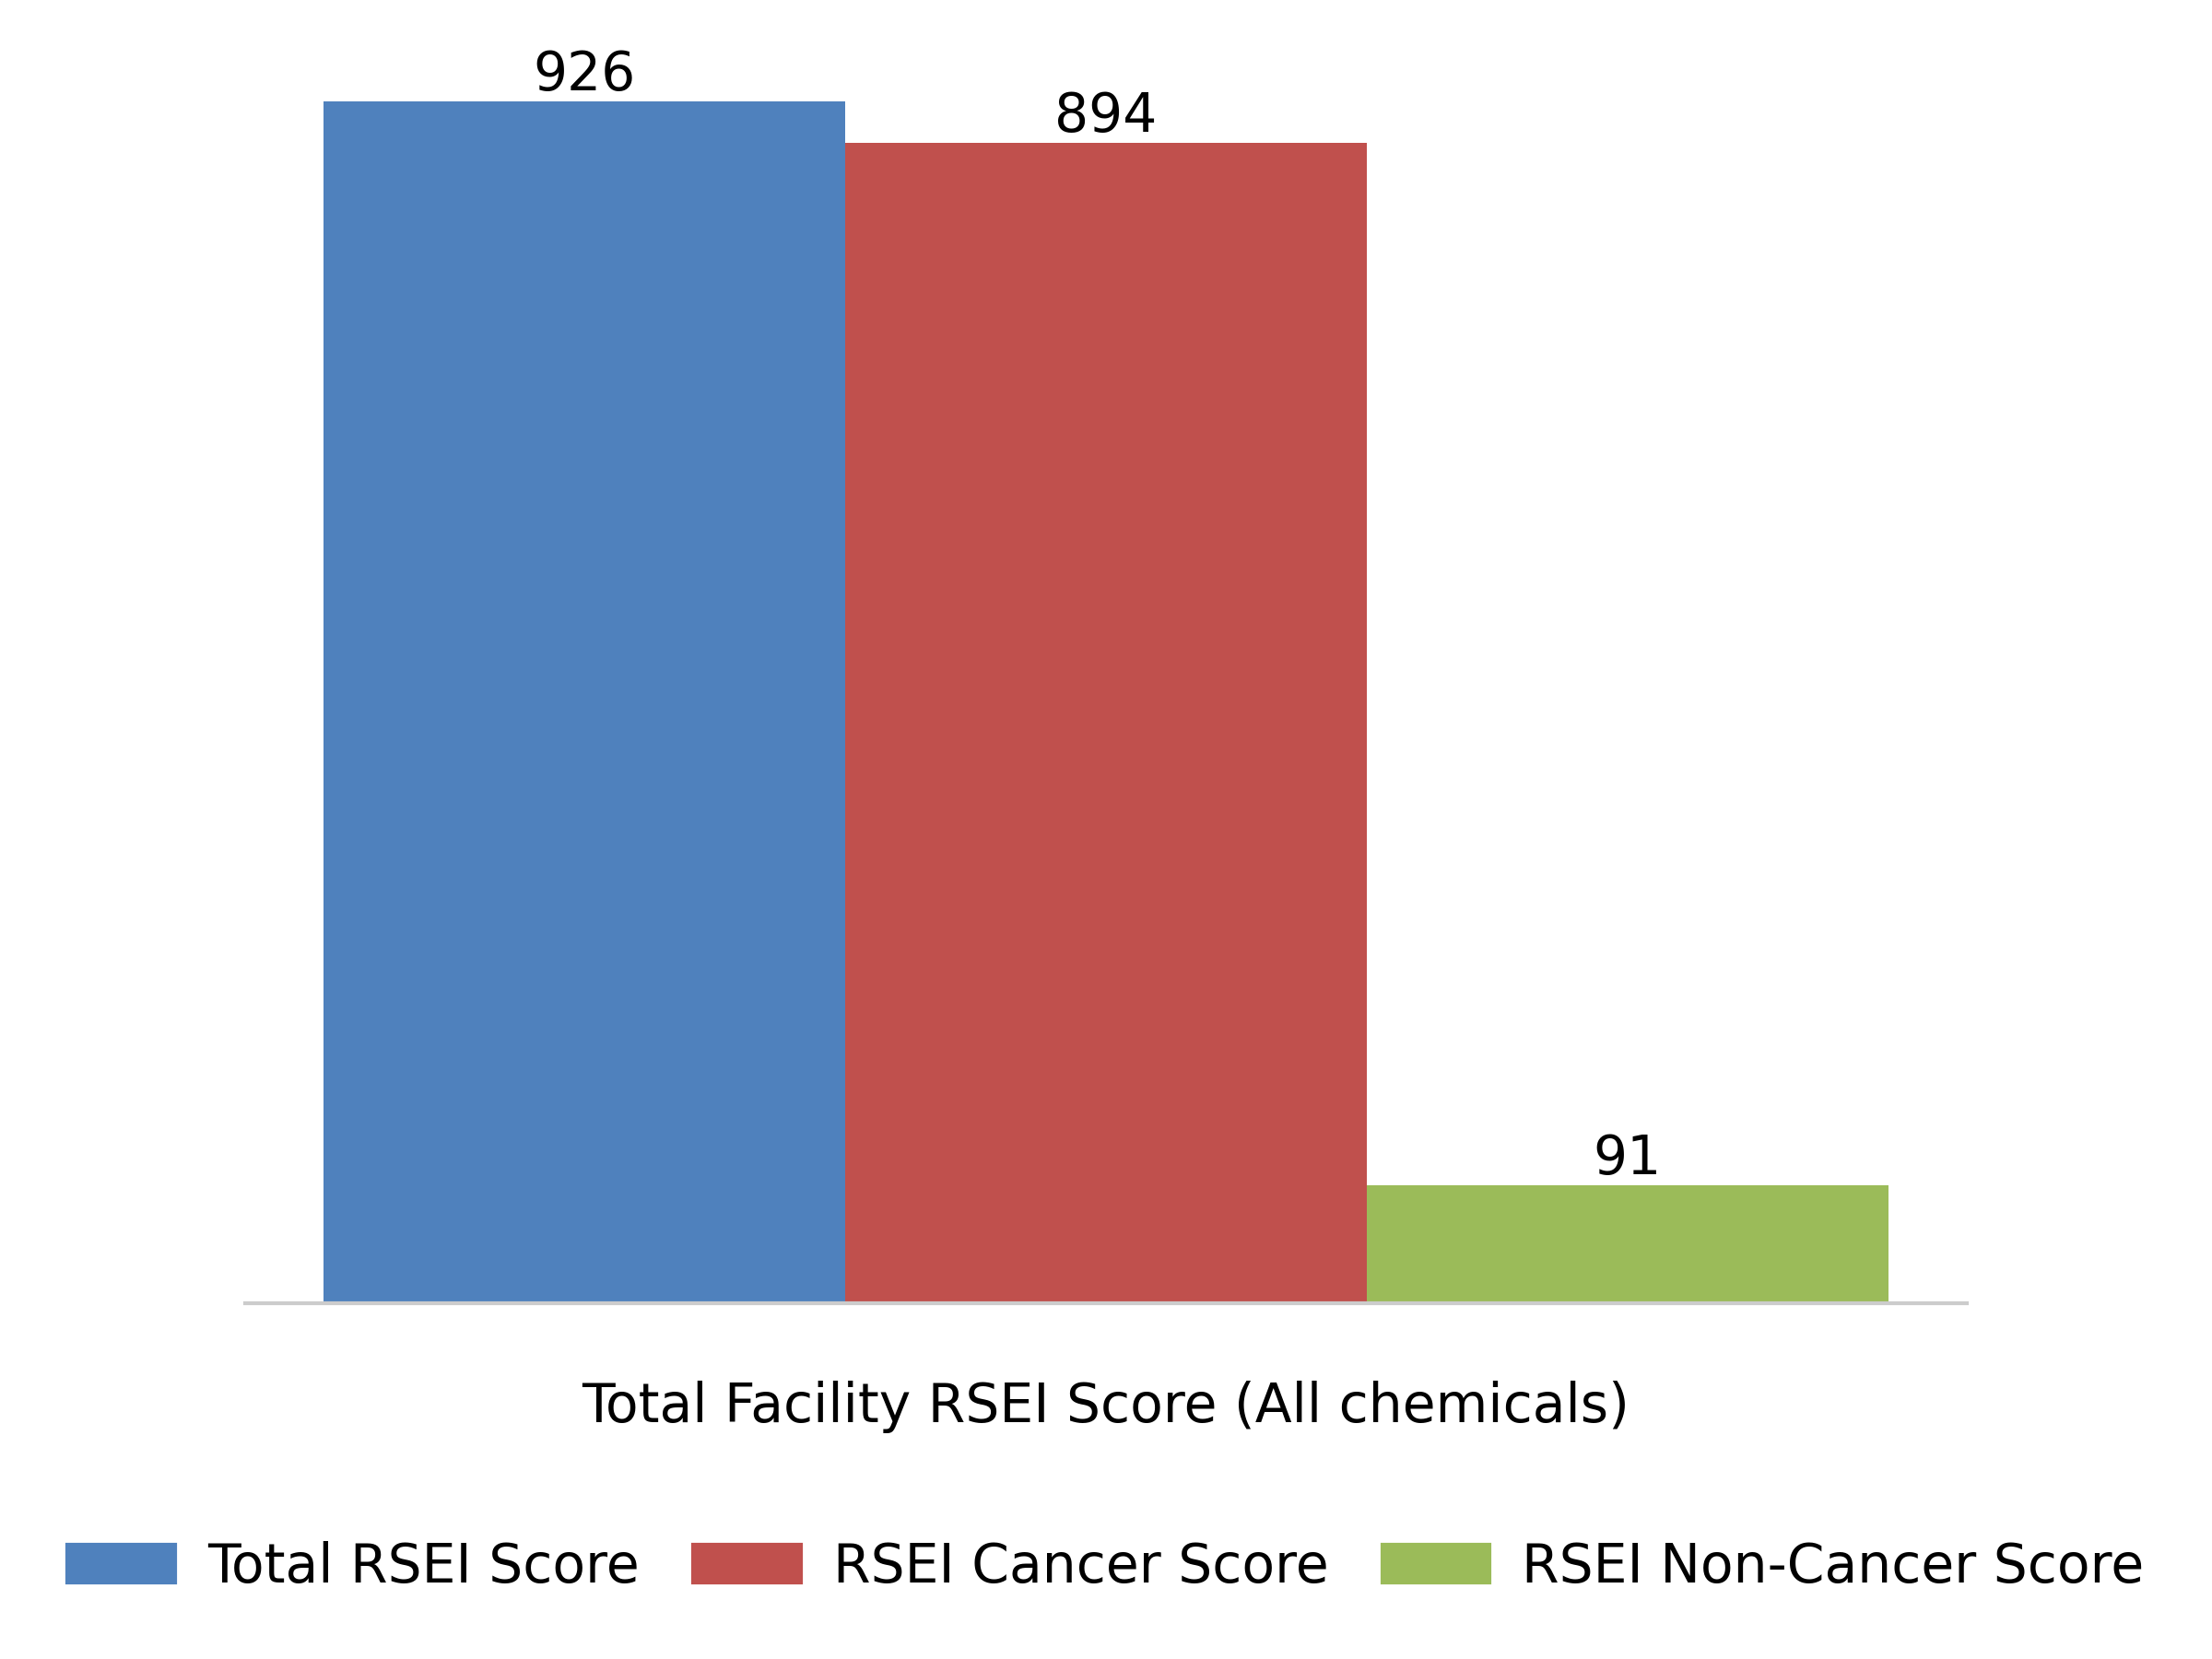 926
894
91
Total Facility RSEI Score (All chemicals)
Total RSEI Score
RSEI Cancer Score
RSEI Non-Cancer Score